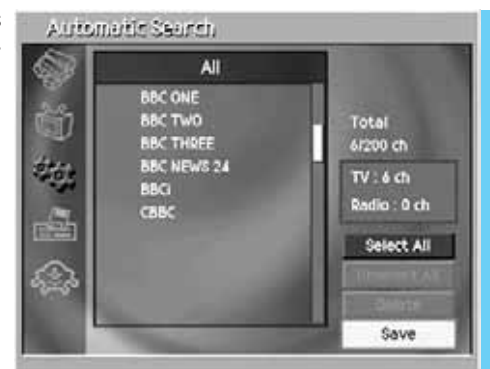 Automatic Search
All
BBC ONE
BBC TWO
BBC THREE
BBC NEWS 24
BBCi
CBBC
Total
6/200 ch
TV : 6 ch
Radio : 0 ch
Select All
Delete
Save